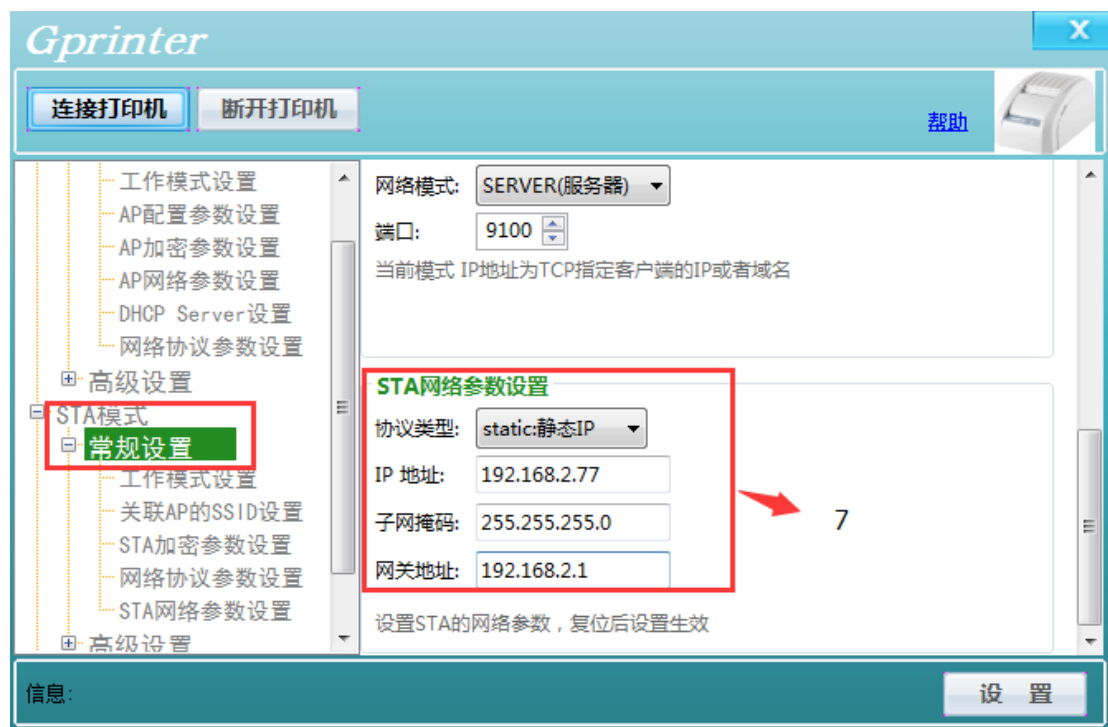 Gprinter
X
连接打印机 断开打印机
帮助
工作模式设置
AP配置参数设置
AP加密参数设置
AP网络参数设置
DHCP Server设置
网络协议参数设置
高级设置
STA模式
常规设置
工作模式设置
关联AP的SSID设置
STA加密参数设置
网络协议参数设置
STA网络参数设置
高级设置
网络模式: SERVER(服务器)
端口: 9100
当前模式 IP地址为TCP指定客户端的IP或者域名
STA网络参数设置
协议类型: static:静态IP
IP 地址: 192.168.2.77
子网掩码: 255.255.255.0
网关地址: 192.168.2.1
7
设置STA的网络参数，复位后设置生效
信息:
设 置